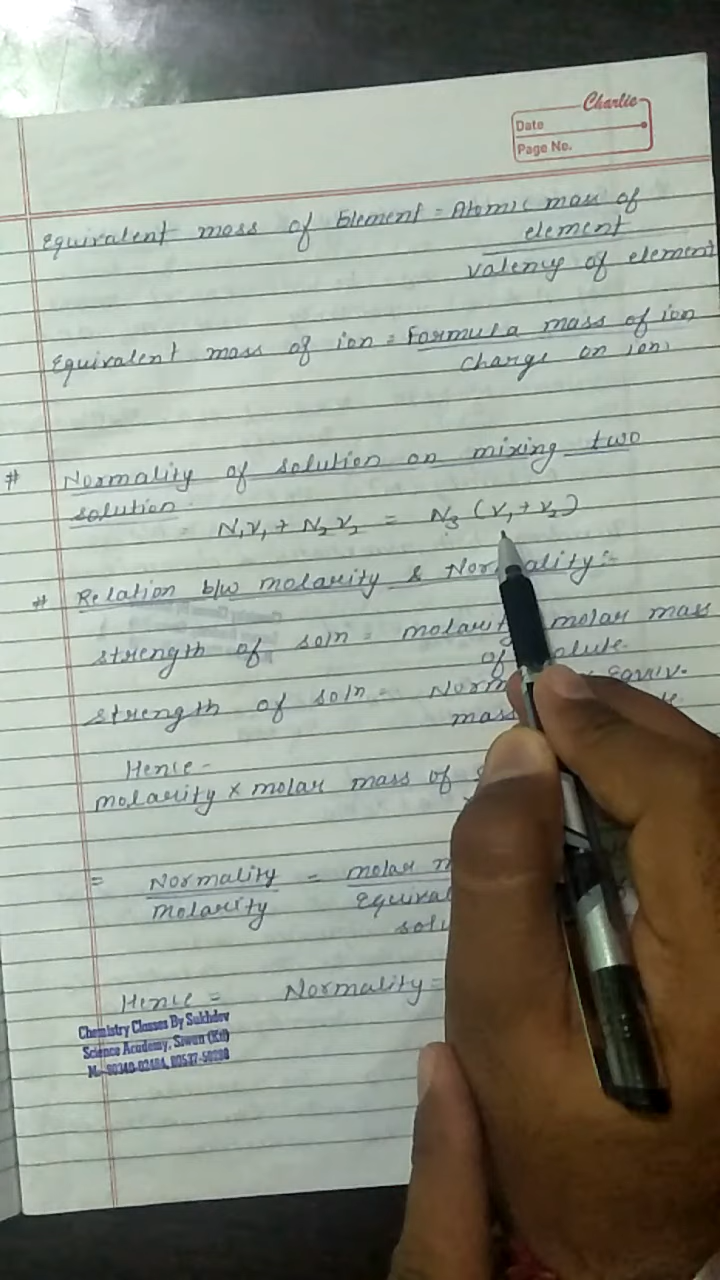 Charlie
Date
Page No.
Equivalent mass of Element = Atomic mass of
element
valency of element
Equivalent mass of ion = Formula mass of ion
charge on ion.
# Normality of solution on mixing two
solution.
N₁V₁ + N₂V₂ = N₃ (V₁ + V₂)
# Relation b/w molarity & Normality:-
strength of soln = molarity molar mass
of
strength of soln = equiv.
mass
Hence -
molarity × molar mass of
= Normality = molar
molarity
Hence = Normality =
Chemistry Classes By Sukhdev
Science Academy, Siwan (Ktl)